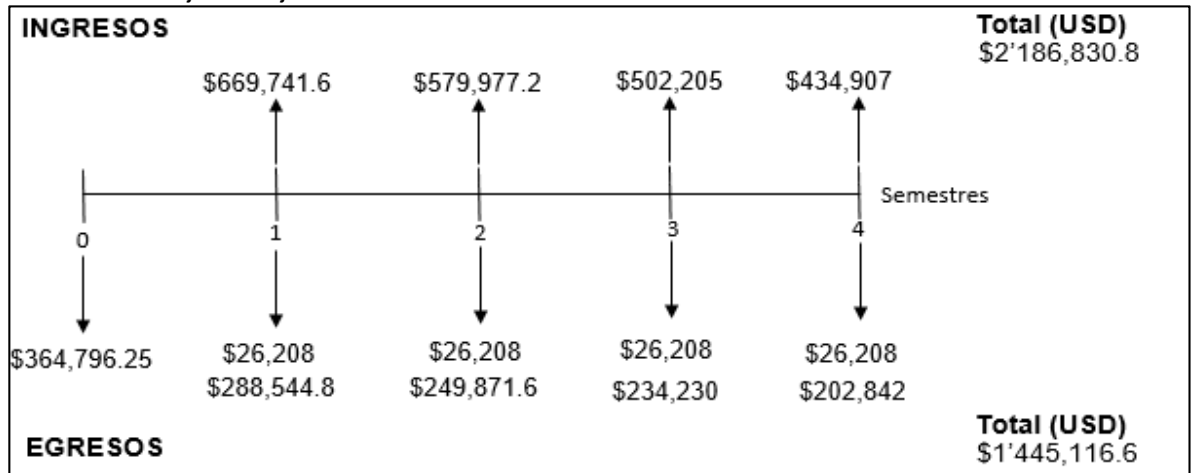 INGRESOS
Total (USD)
$2'186,830.8
$669,741.6 $579,977.2 $502,205 $434,907
Semestres
0 1 2 3 4
$364,796.25 $26,208 $26,208 $26,208 $26,208
$288,544.8 $249,871.6 $234,230 $202,842
Total (USD)
EGRESOS
$1'445,116.6